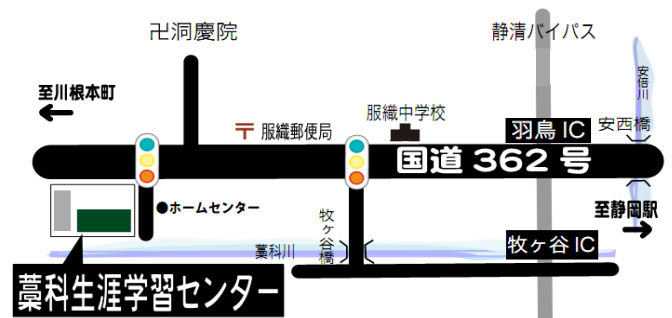 卍洞慶院
静清バイパス
至川根本町
安倍川
〒 服織郵便局
服織中学校
羽鳥 IC
安西橋
国道 362 号
●ホームセンター
牧ヶ谷橋
至静岡駅
藁科川
牧ヶ谷 IC
藁科生涯学習センター